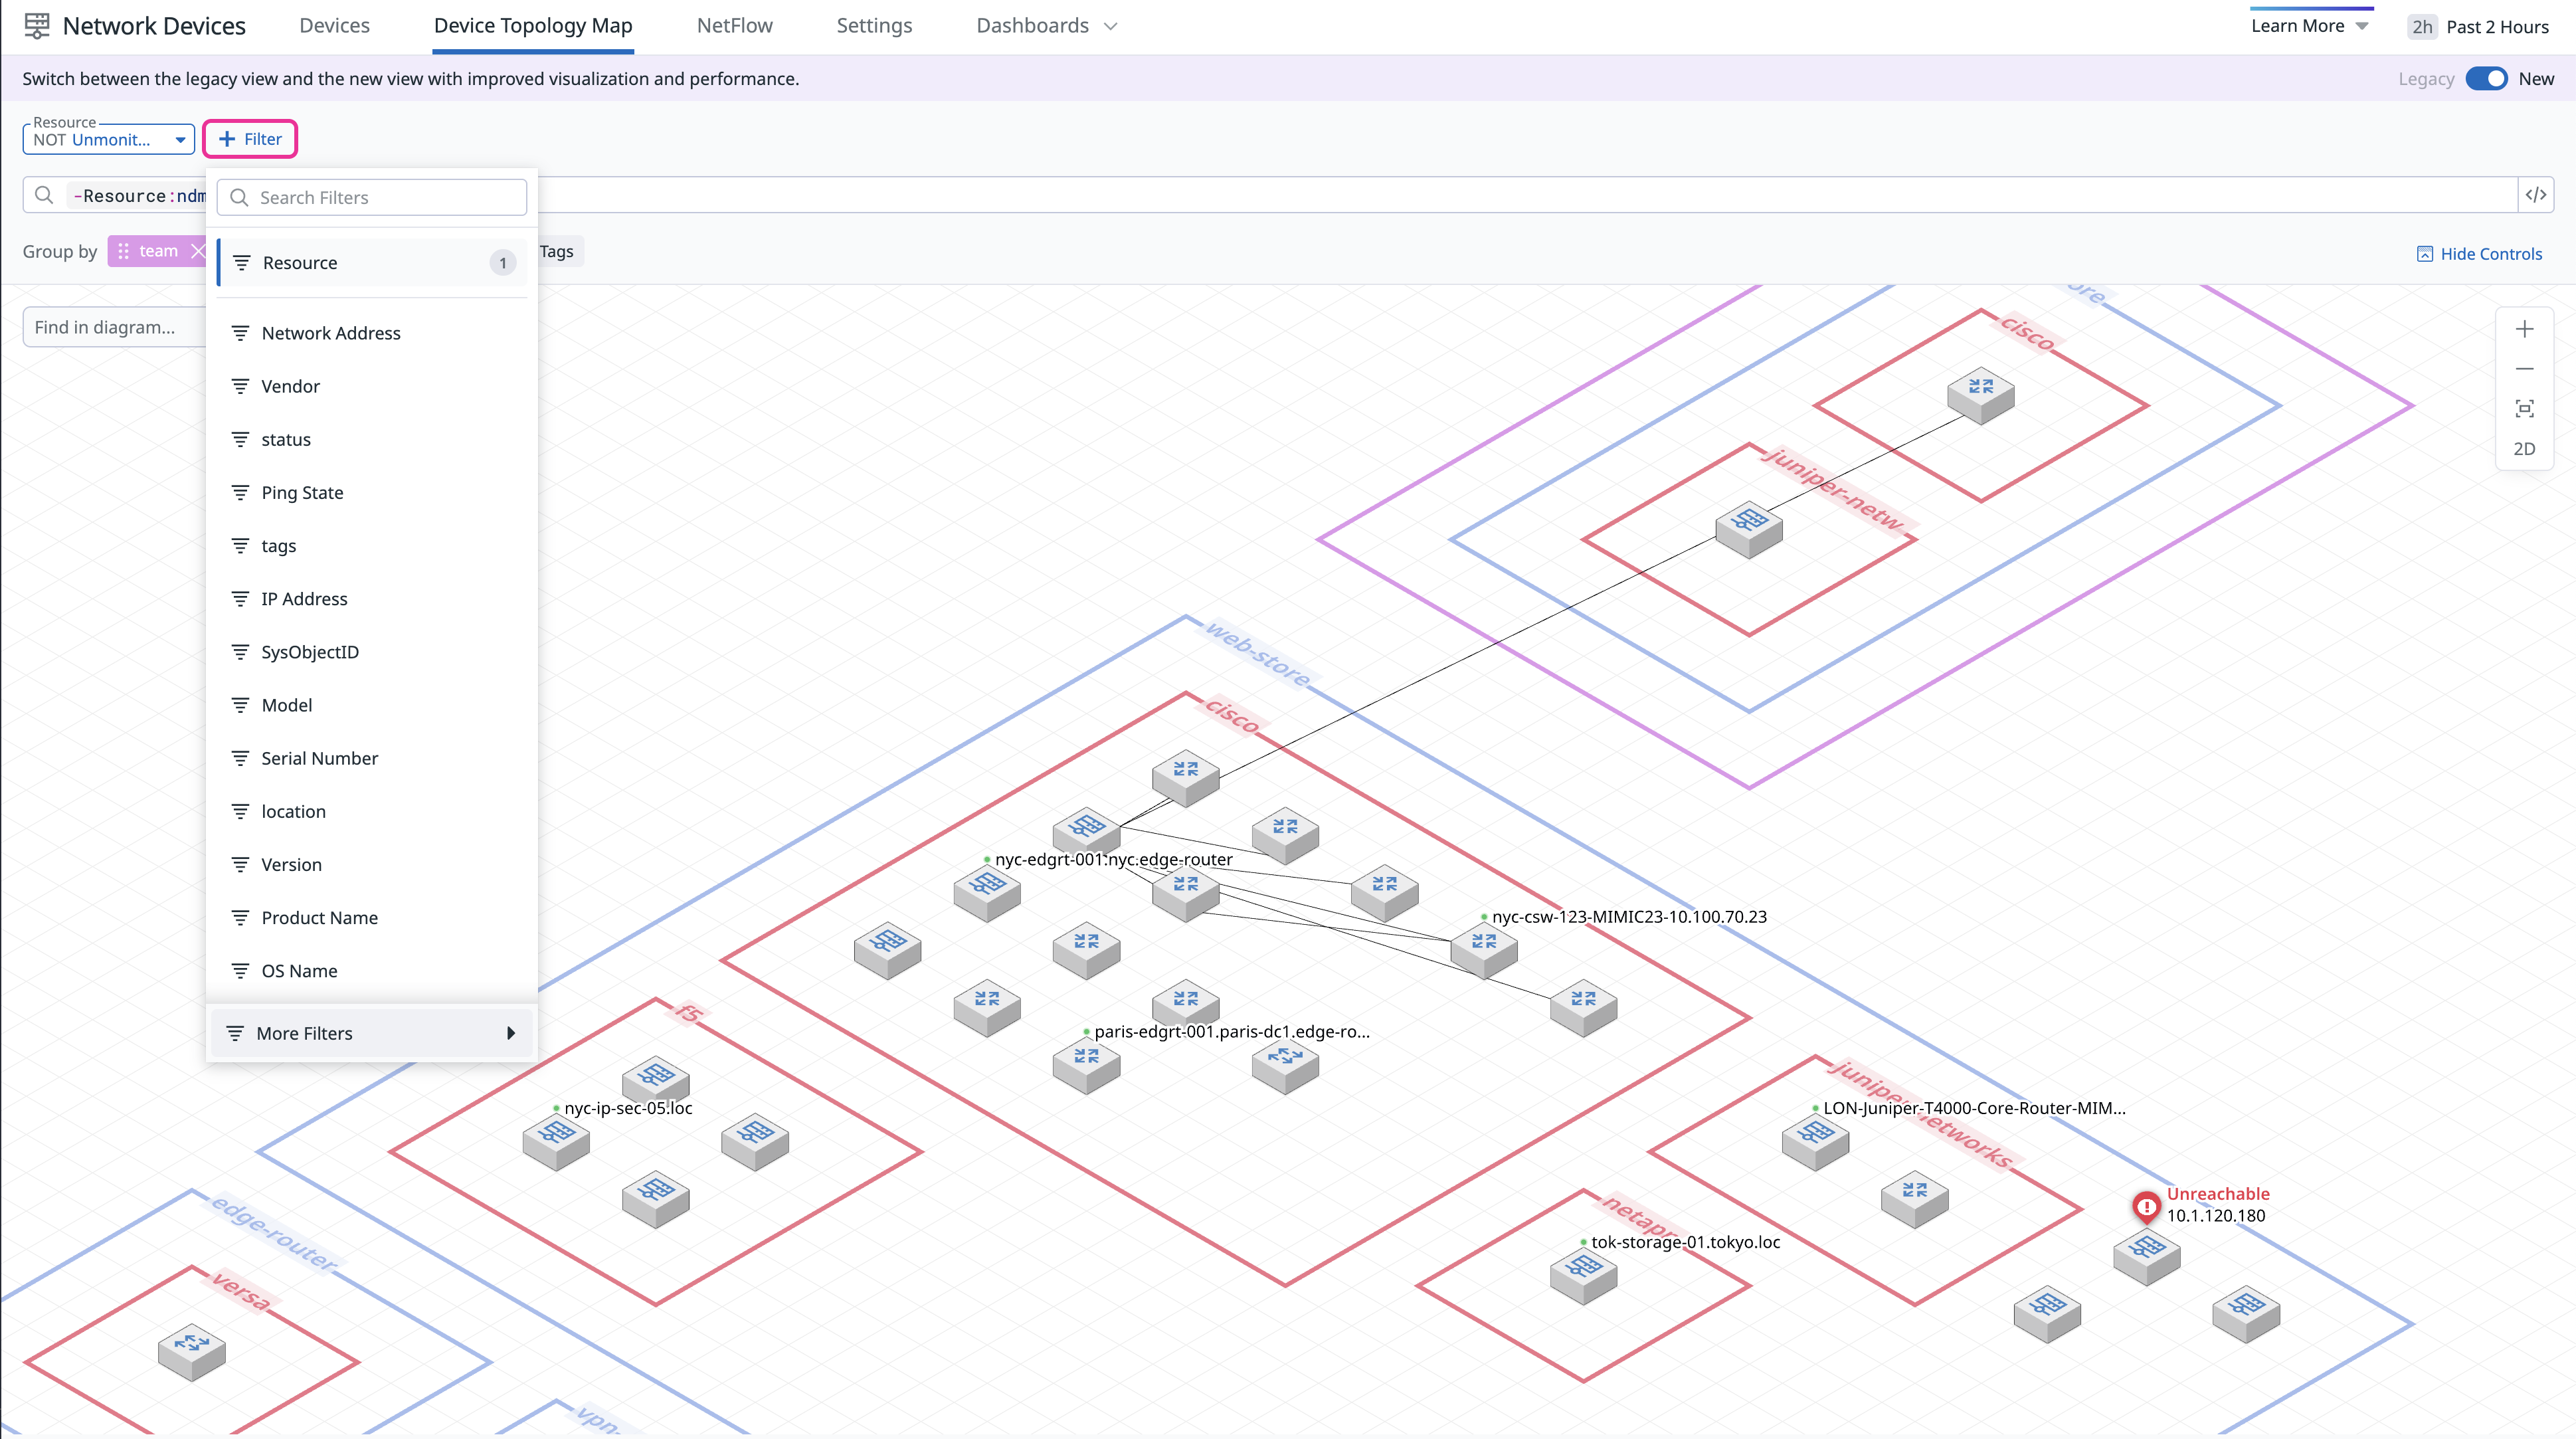 Network Devices
Devices
Device Topology Map
NetFlow
Settings
Dashboards
Learn More
2h Past 2 Hours
Switch between the legacy view and the new view with improved visualization and performance.
Legacy
New
Resource
NOT Unmonit...
+ Filter
-Resource:ndm
</>
Search Filters
Group by
team
Tags
Hide Controls
Resource
1
Find in diagram...
Network Address
Vendor
status
Ping State
tags
IP Address
SysObjectID
Model
Serial Number
location
Version
Product Name
OS Name
More Filters
2D
cisco
juniper-netw
web-store
cisco
nyc-edgrt-001.nyc.edge-router
nyc-csw-123-MIMIC23-10.100.70.23
f5
paris-edgrt-001.paris-dc1.edge-ro...
nyc-ip-sec-05.loc
LON-Juniper-T4000-Core-Router-MIM...
juniper-networks
Unreachable
10.1.120.180
netapp
tok-storage-01.tokyo.loc
edge-router
versa
vpn-